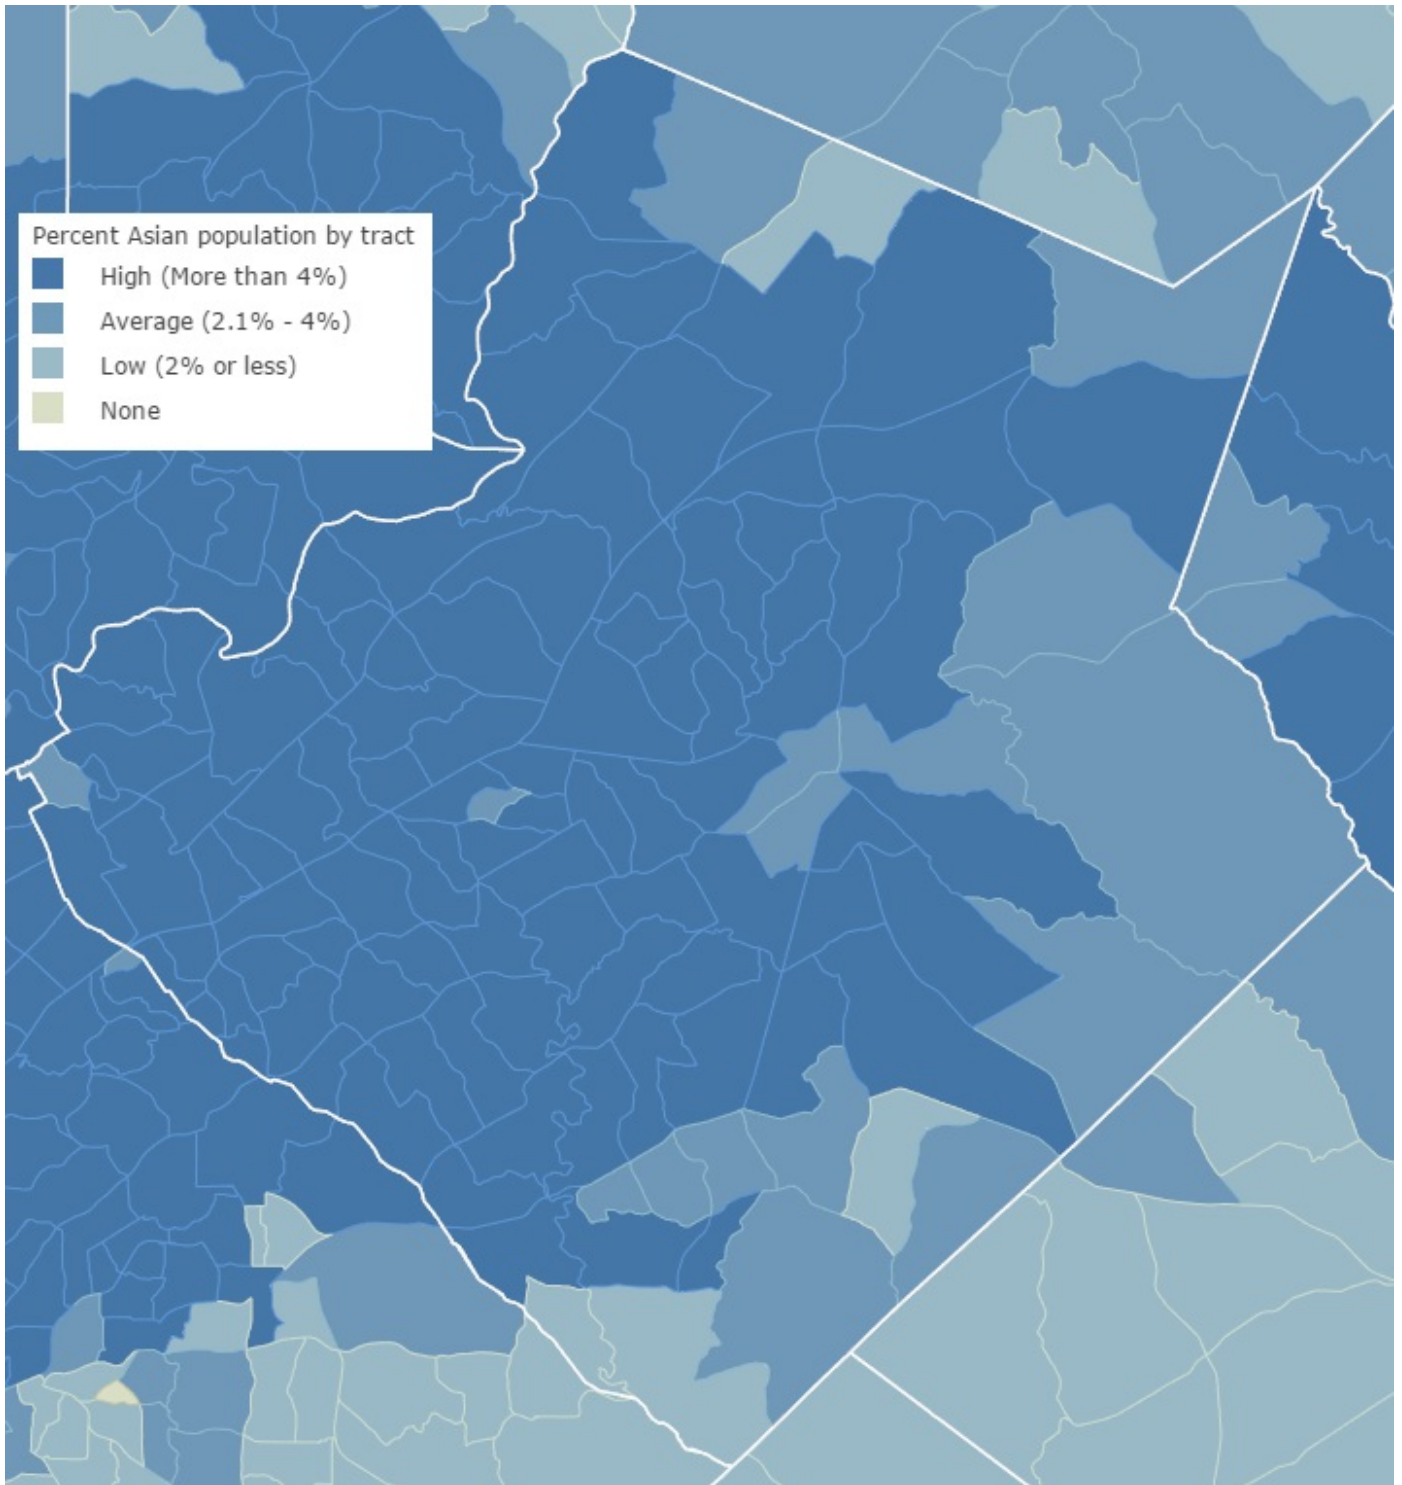 Percent Asian population by tract
High (More than 4%)
Average (2.1% - 4%)
Low (2% or less)
None